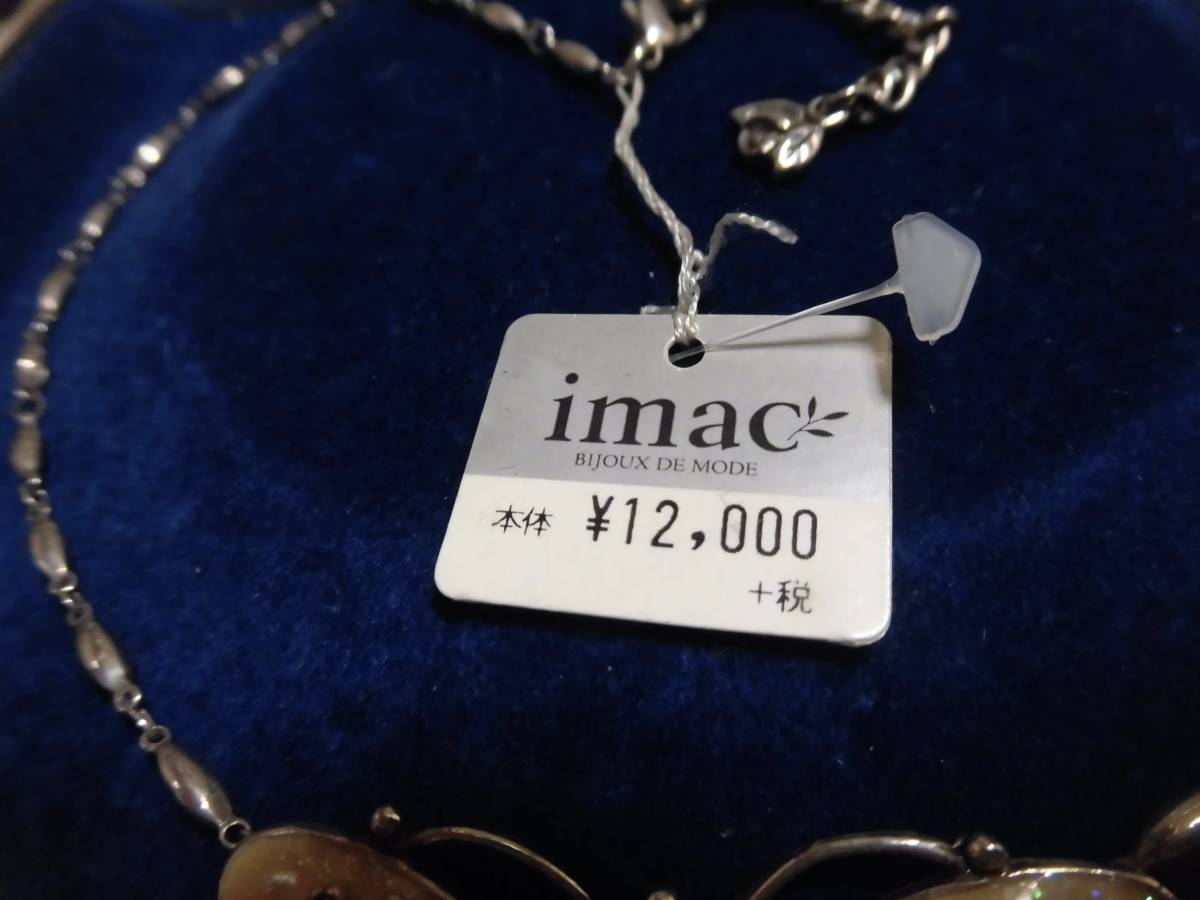 imac
BIJOUX DE MODE
本体 ¥12,000
+税